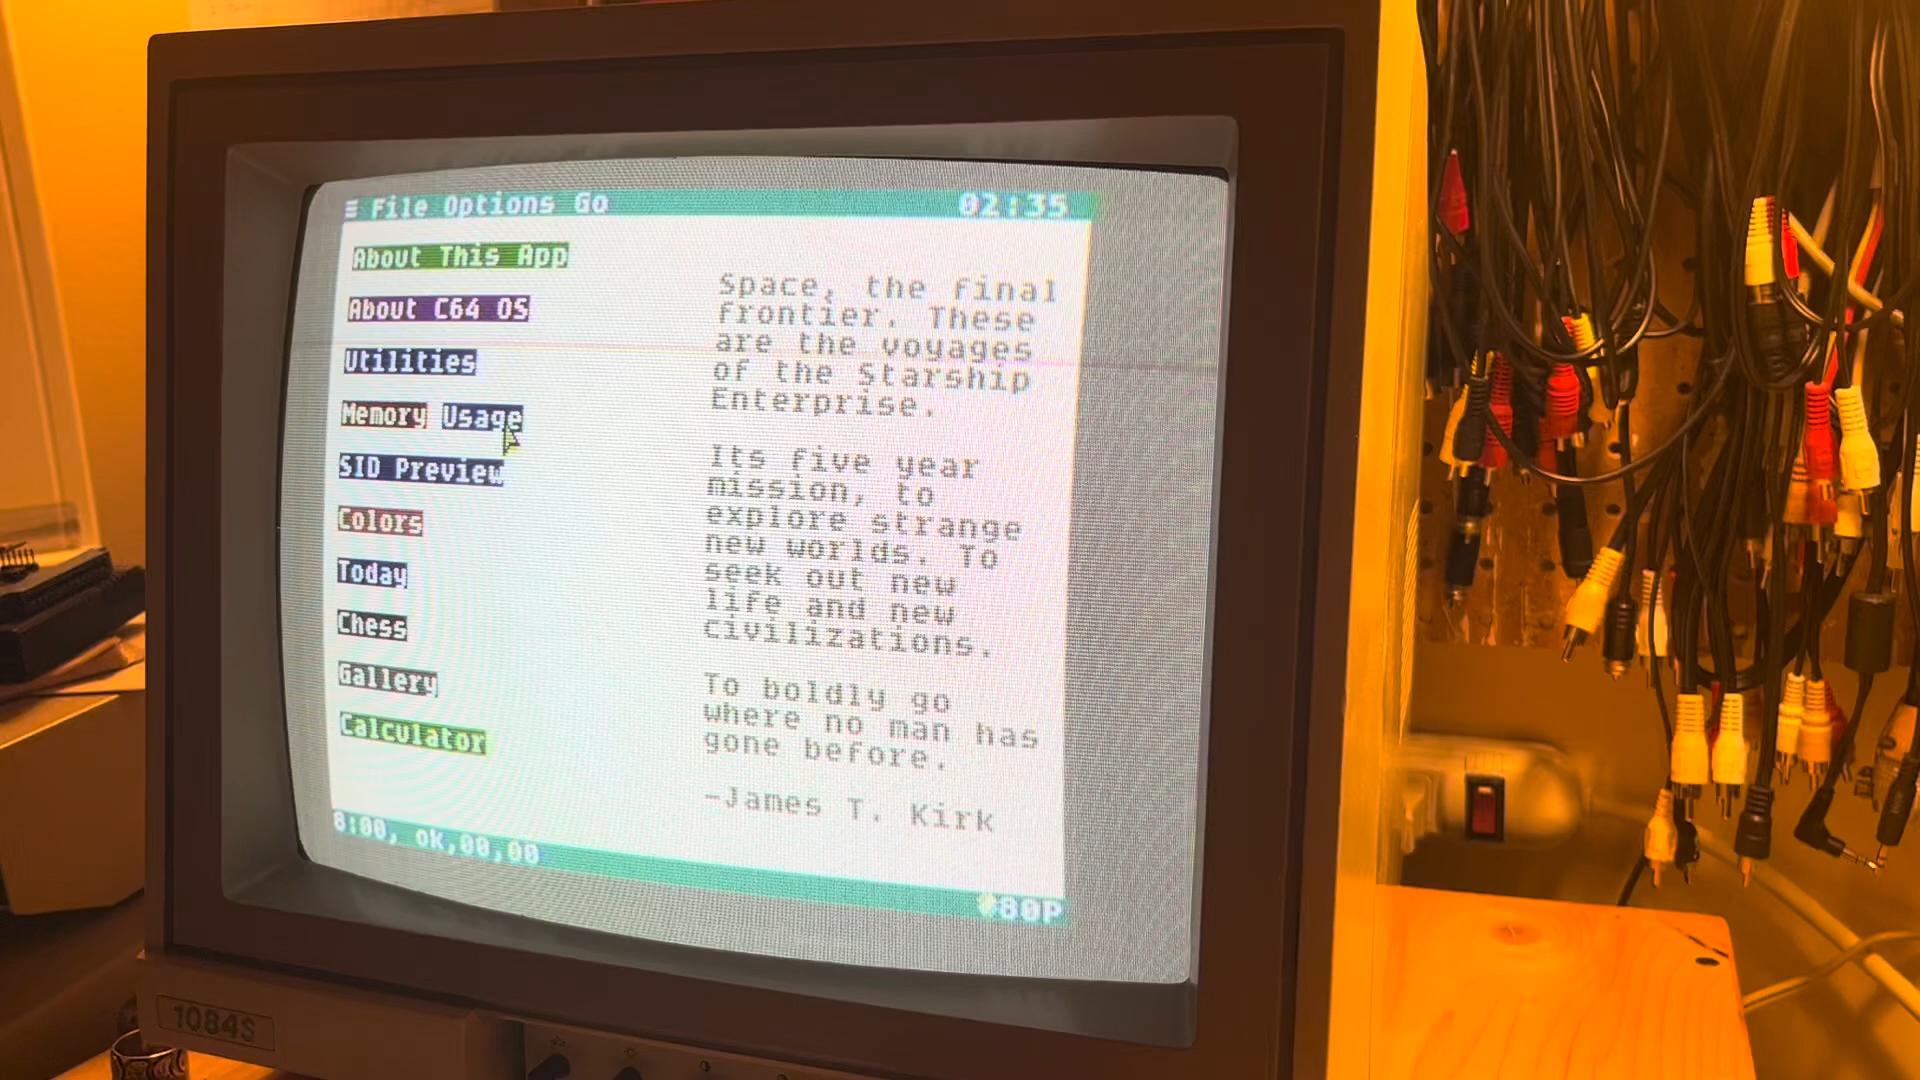 ≡ File Options Go 02:35
About This App
About C64 OS
Utilities
Memory Usage
SID Preview
Colors
Today
Chess
Gallery
Calculator
Space, the final
frontier. These
are the voyages
of the Starship
Enterprise.
Its five year
mission, to
explore strange
new worlds. To
seek out new
life and new
civilizations.
To boldly go
where no man has
gone before.
-James T. Kirk
8:00, ok,00,00
80P
1084S